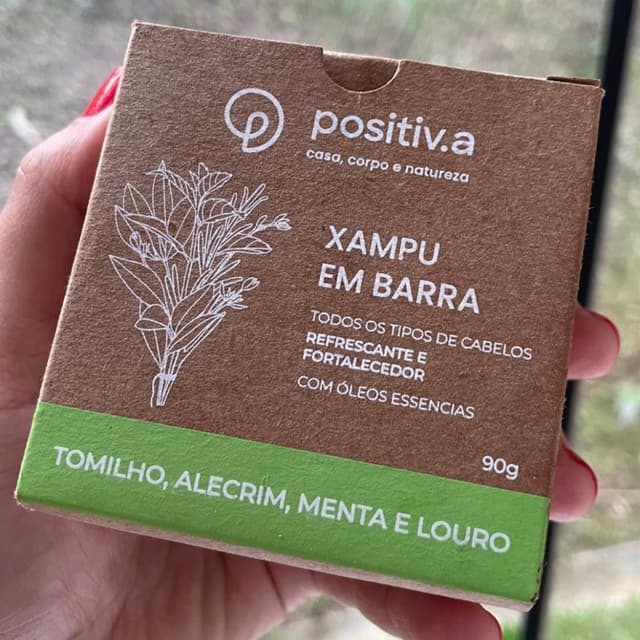 positiv.a
casa, corpo e natureza
XAMPU
EM BARRA
TODOS OS TIPOS DE CABELOS
REFRESCANTE E
FORTALECEDOR
COM ÓLEOS ESSENCIAS
90g
TOMILHO, ALECRIM, MENTA E LOURO